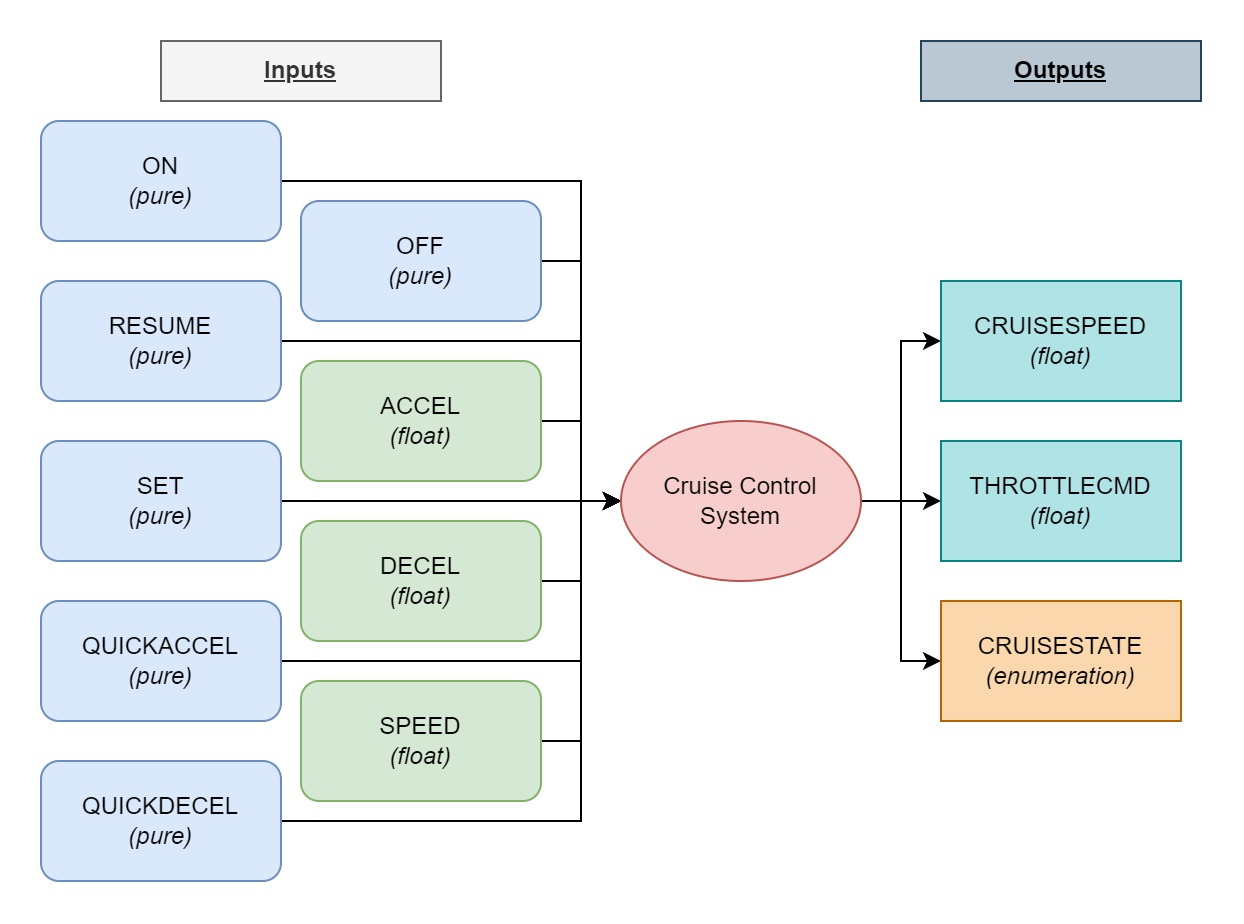 Inputs
Outputs
ON
(pure)
OFF
(pure)
RESUME
(pure)
ACCEL
(float)
SET
(pure)
DECEL
(float)
QUICKACCEL
(pure)
SPEED
(float)
QUICKDECEL
(pure)
Cruise Control
System
CRUISESPEED
(float)
THROTTLECMD
(float)
CRUISESTATE
(enumeration)